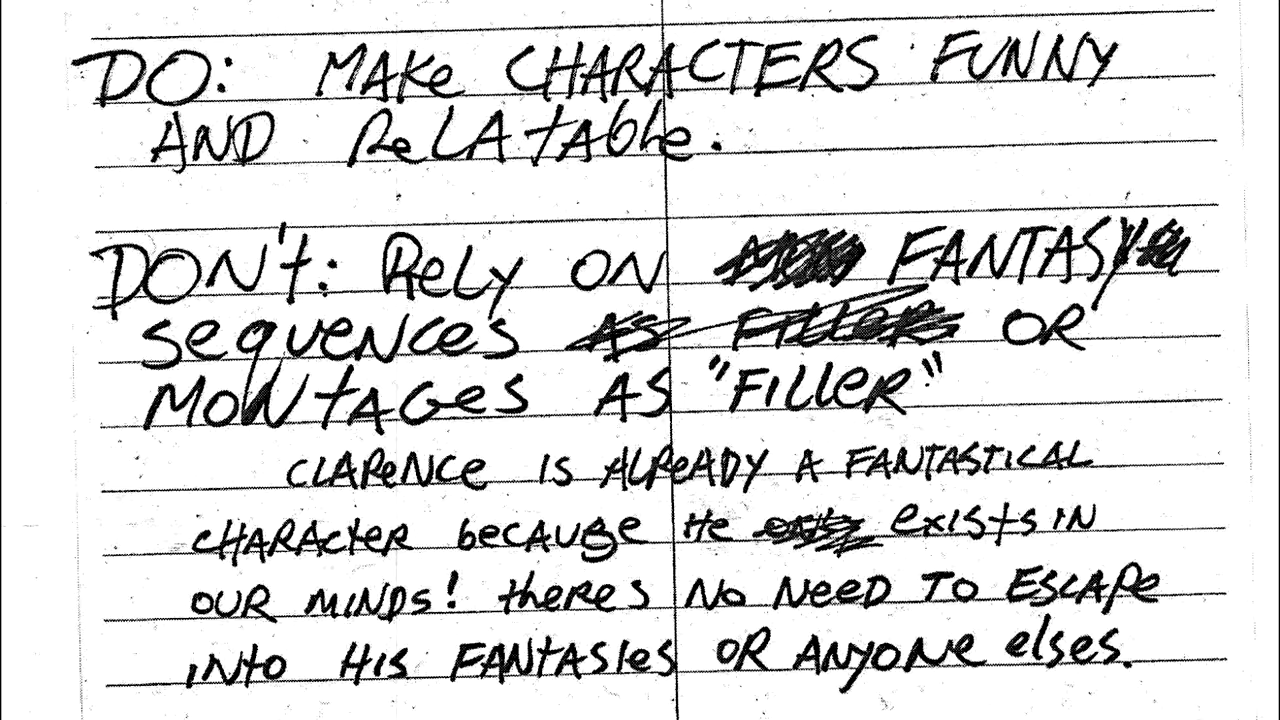 DO: MAKe CHARACTERS FUNNY
AND ReLATABle.
DON't: Rely ON FANTASY
sequences OR
MONTAGes AS "FILLeR"
CLAReNCe IS AlReADY A FANTASTICAL
CHARACteR becAUSe He exists IN
OUR MINDS! theRes No NeeD TO ESCAPe
INto His FANtASIes OR ANYONe elses.